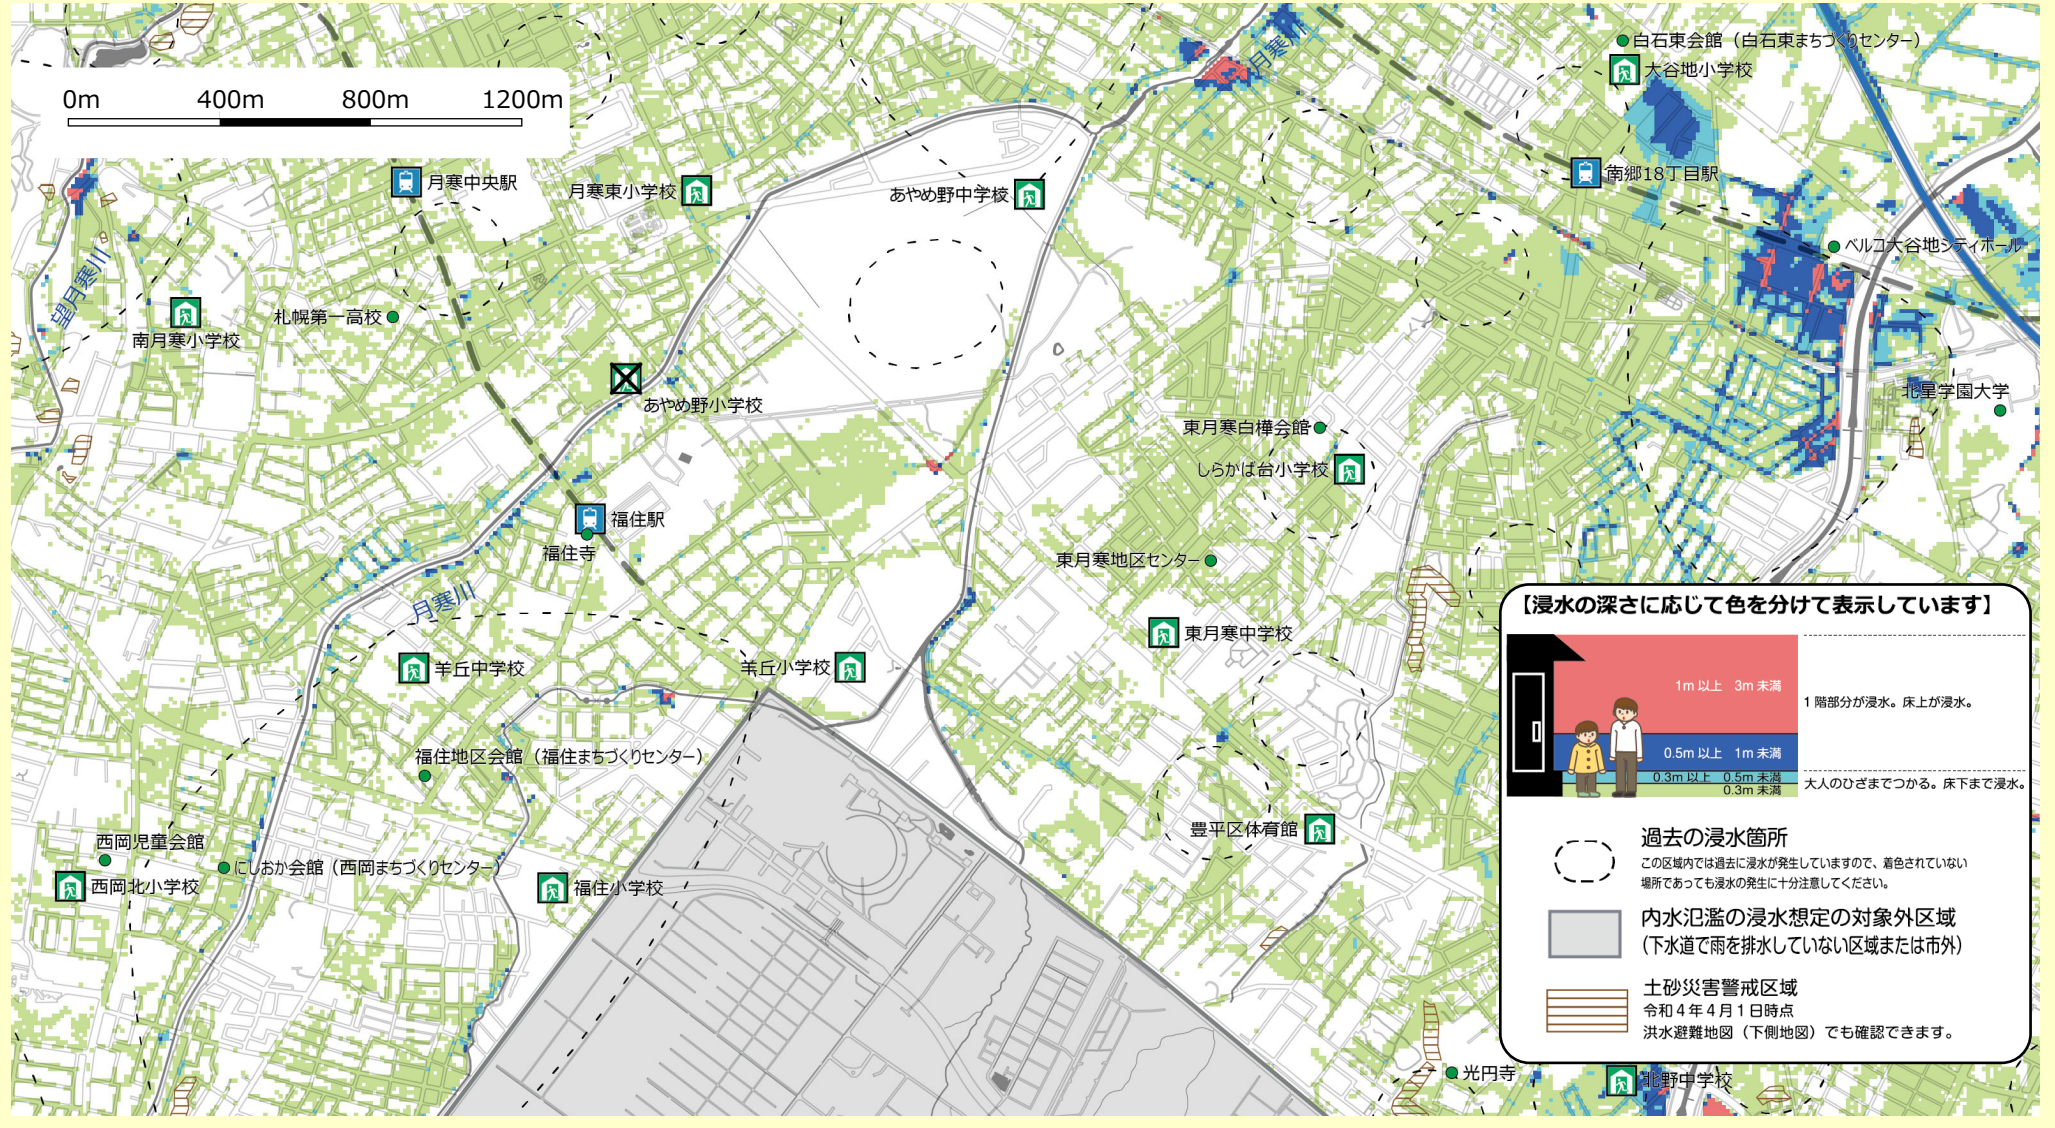 0m 400m 800m 1200m
月寒川
白石東会館（白石東まちづくりセンター）
大谷地小学校
月寒中央駅
月寒東小学校
あやめ野中学校
南郷18丁目駅
望月寒川
ベルコ大谷地シティホール
札幌第一高校
南月寒小学校
あやめ野小学校
北星学園大学
東月寒白樺会館
しらかば台小学校
福住駅
福住寺
東月寒地区センター
月寒川
東月寒中学校
羊丘中学校
羊丘小学校
福住地区会館（福住まちづくりセンター）
豊平区体育館
西岡児童会館
にしおか会館（西岡まちづくりセンター）
西岡北小学校
福住小学校
光円寺
北野中学校
【浸水の深さに応じて色を分けて表示しています】
1m 以上 3m 未満
1 階部分が浸水。床上が浸水。
0.5m 以上 1m 未満
0.3m 以上 0.5m 未満
0.3m 未満
大人のひざまでつかる。床下まで浸水。
過去の浸水箇所
この区域内では過去に浸水が発生していますので、着色されていない
場所であっても浸水の発生に十分注意してください。
内水氾濫の浸水想定の対象外区域
（下水道で雨を排水していない区域または市外）
土砂災害警戒区域
令和４年４月１日時点
洪水避難地図（下側地図）でも確認できます。